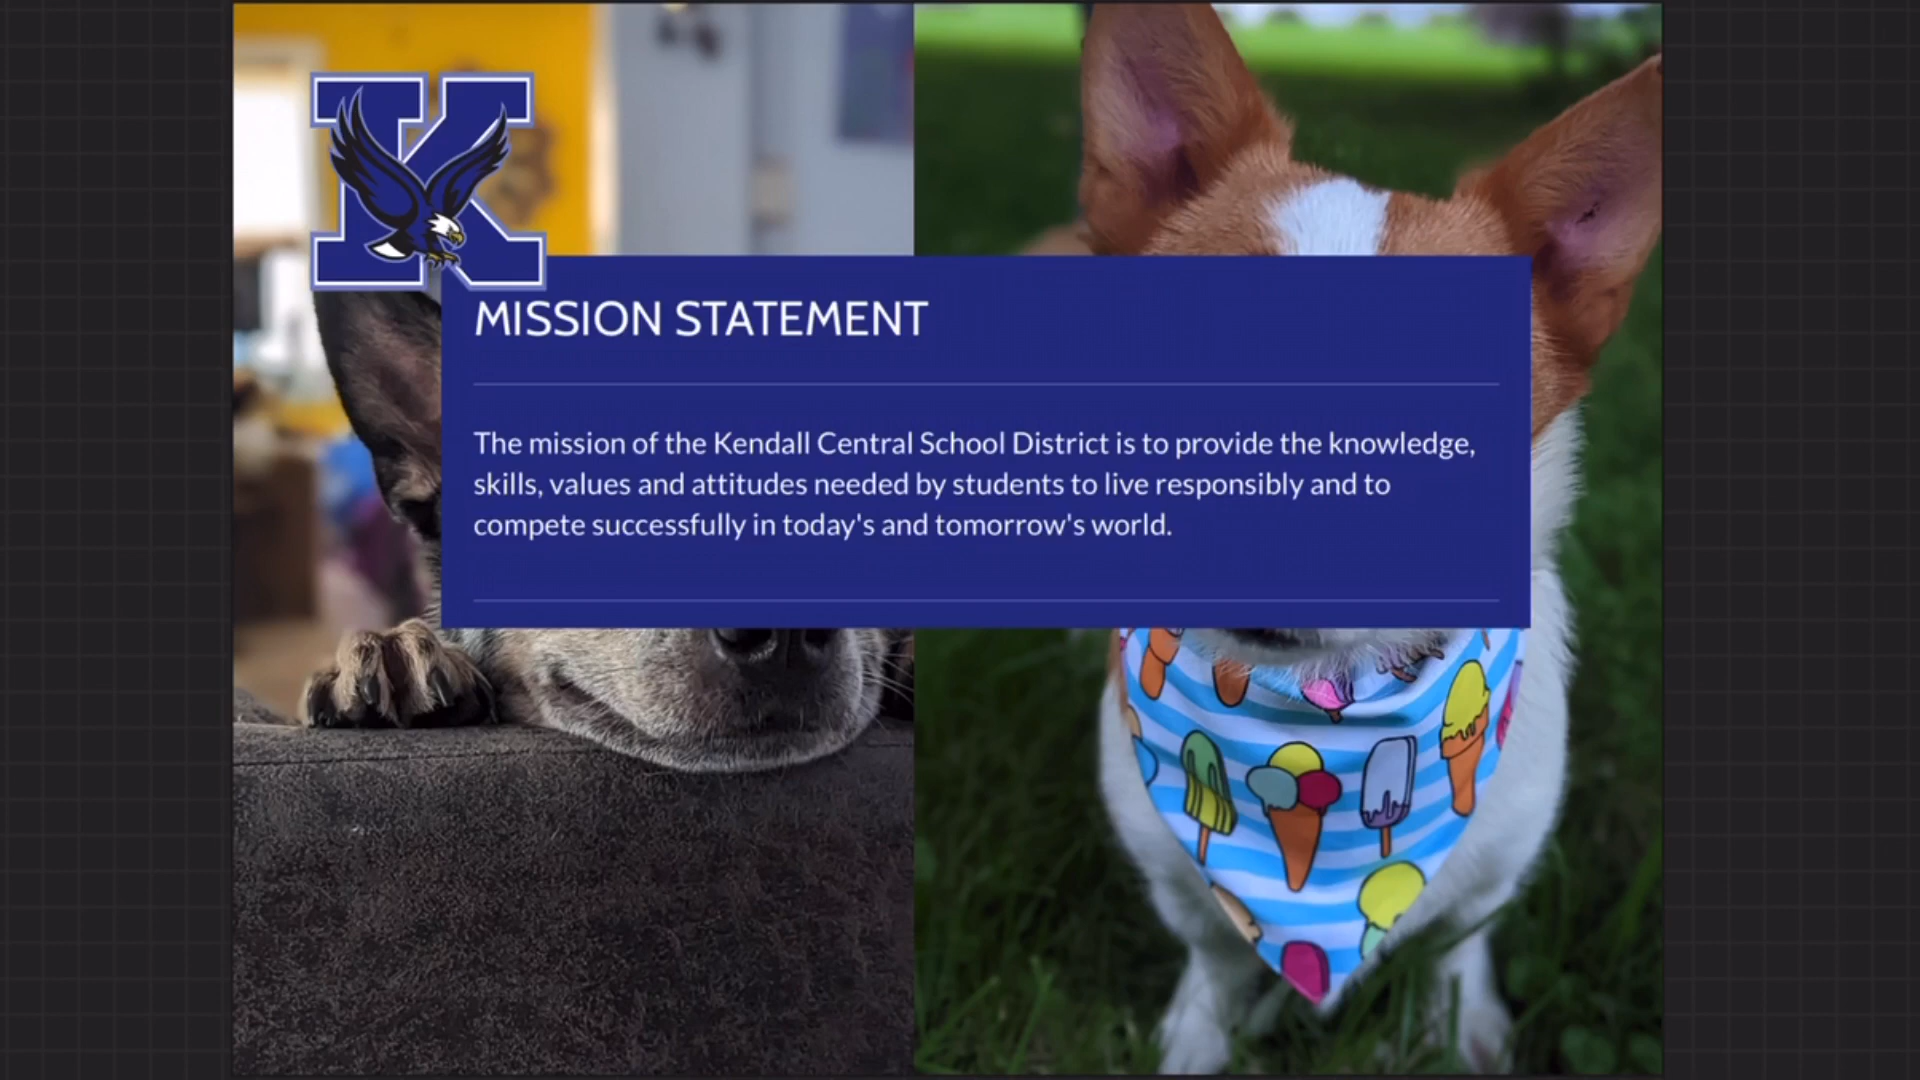 K
MISSION STATEMENT
The mission of the Kendall Central School District is to provide the knowledge,
skills, values and attitudes needed by students to live responsibly and to
compete successfully in today's and tomorrow's world.